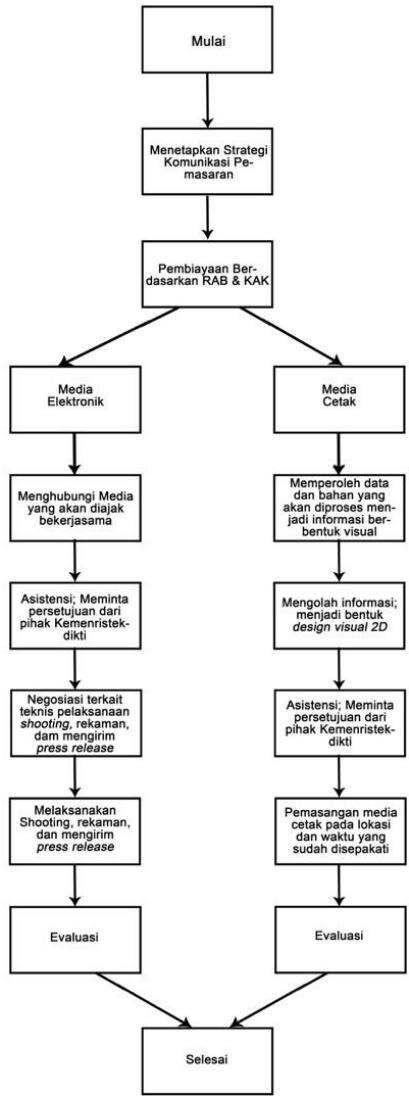 Mulai
Menetapkan Strategi
Komunikasi Pe-
masaran
Pembiayaan Ber-
dasarkan RAB & KAK
Media
Elektronik
Menghubungi Media
yang akan diajak
bekerjasama
Asistensi; Meminta
persetujuan dari
pihak Kemenristek-
dikti
Negosiasi terkait
teknis pelaksanaan
shooting, rekaman,
dam mengirim
press release
Melaksanakan
Shooting, rekaman,
dan mengirim
press release
Evaluasi
Media
Cetak
Memperoleh data
dan bahan yang
akan diproses men-
jadi informasi ber-
bentuk visual
Mengolah informasi;
menjadi bentuk
design visual 2D
Asistensi; Meminta
persetujuan dari
pihak Kemenristek-
dikti
Pemasangan media
cetak pada lokasi
dan waktu yang
sudah disepakati
Evaluasi
Selesai